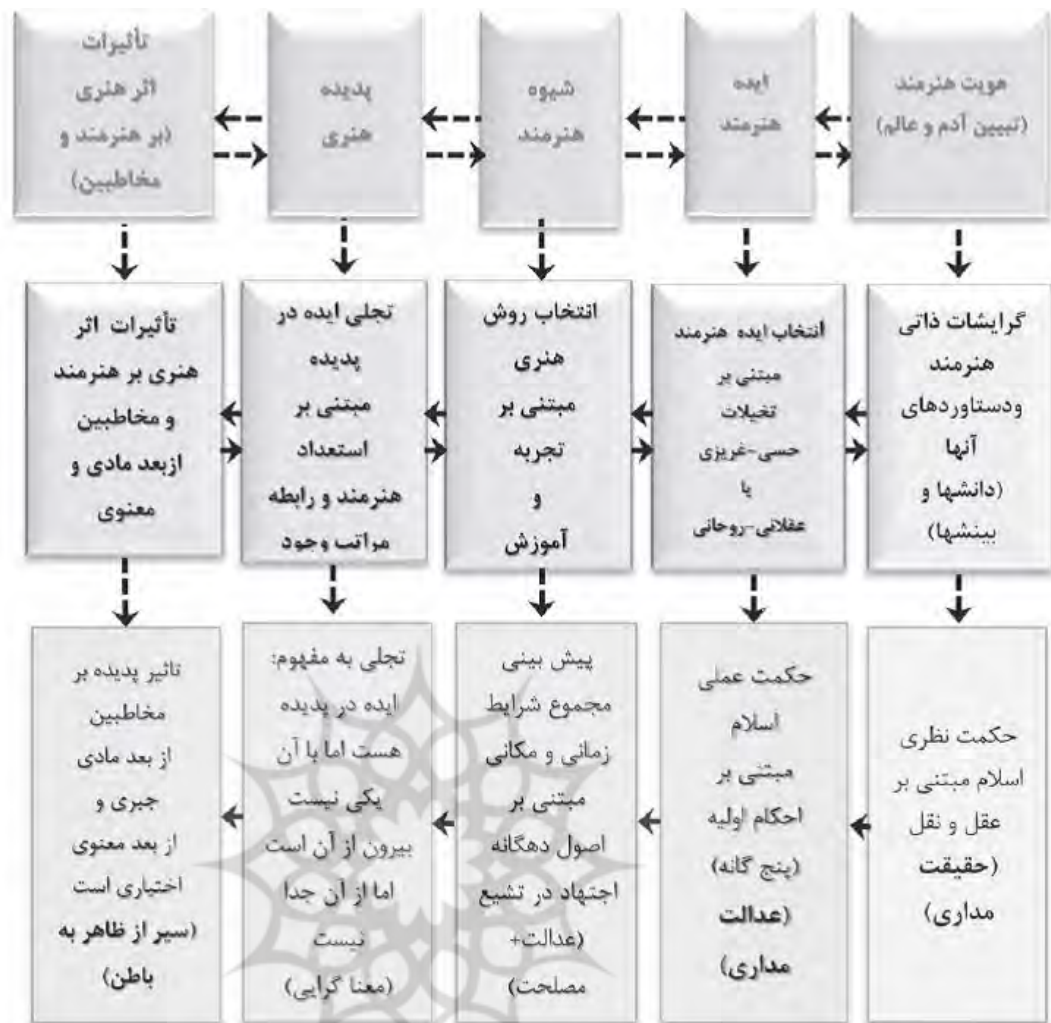 هویت هنرمند
(تبیین آدم و عالم)
ایده
هنرمند
شیوه
هنرمند
پدیده
هنری
تأثیرات
اثر هنری
(بر هنرمند و
مخاطبین)
گرایشات ذاتی
هنرمند
ودستاوردهای
آنها
(دانشها و
بینشها)
انتخاب ایده هنرمند
مبتنی بر
تخیلات
حسی-غریزی
یا
عقلانی-روحانی
انتخاب روش
هنری
مبتنی بر
تجربه
و
آموزش
تجلی ایده در
پدیده
مبتنی بر
استعداد
هنرمند و رابطه
مراتب وجود
تأثیرات اثر
هنری بر هنرمند
و مخاطبین
ازبعد مادی و
معنوی
حکمت نظری
اسلام مبتنی بر
عقل و نقل
(حقیقت
مداری)
حکمت عملی
اسلام
مبتنی بر
احکام اولیه
(پنج گانه)
(عدالت
مداری)
پیش بینی
مجموع شرایط
زمانی و مکانی
مبتنی بر
اصول دهگانه
اجتهاد در تشیع
(عدالت+
مصلحت)
تجلی به مفهوم:
ایده در پدیده
هست اما با آن
یکی نیست
بیرون از آن است
اما از آن جدا
نیست
(معنا گرایی)
تاثیر پدیده بر
مخاطبین
از بعد مادی
جبری و
از بعد معنوی
اختیاری است
(سیر از ظاهر به
باطن)